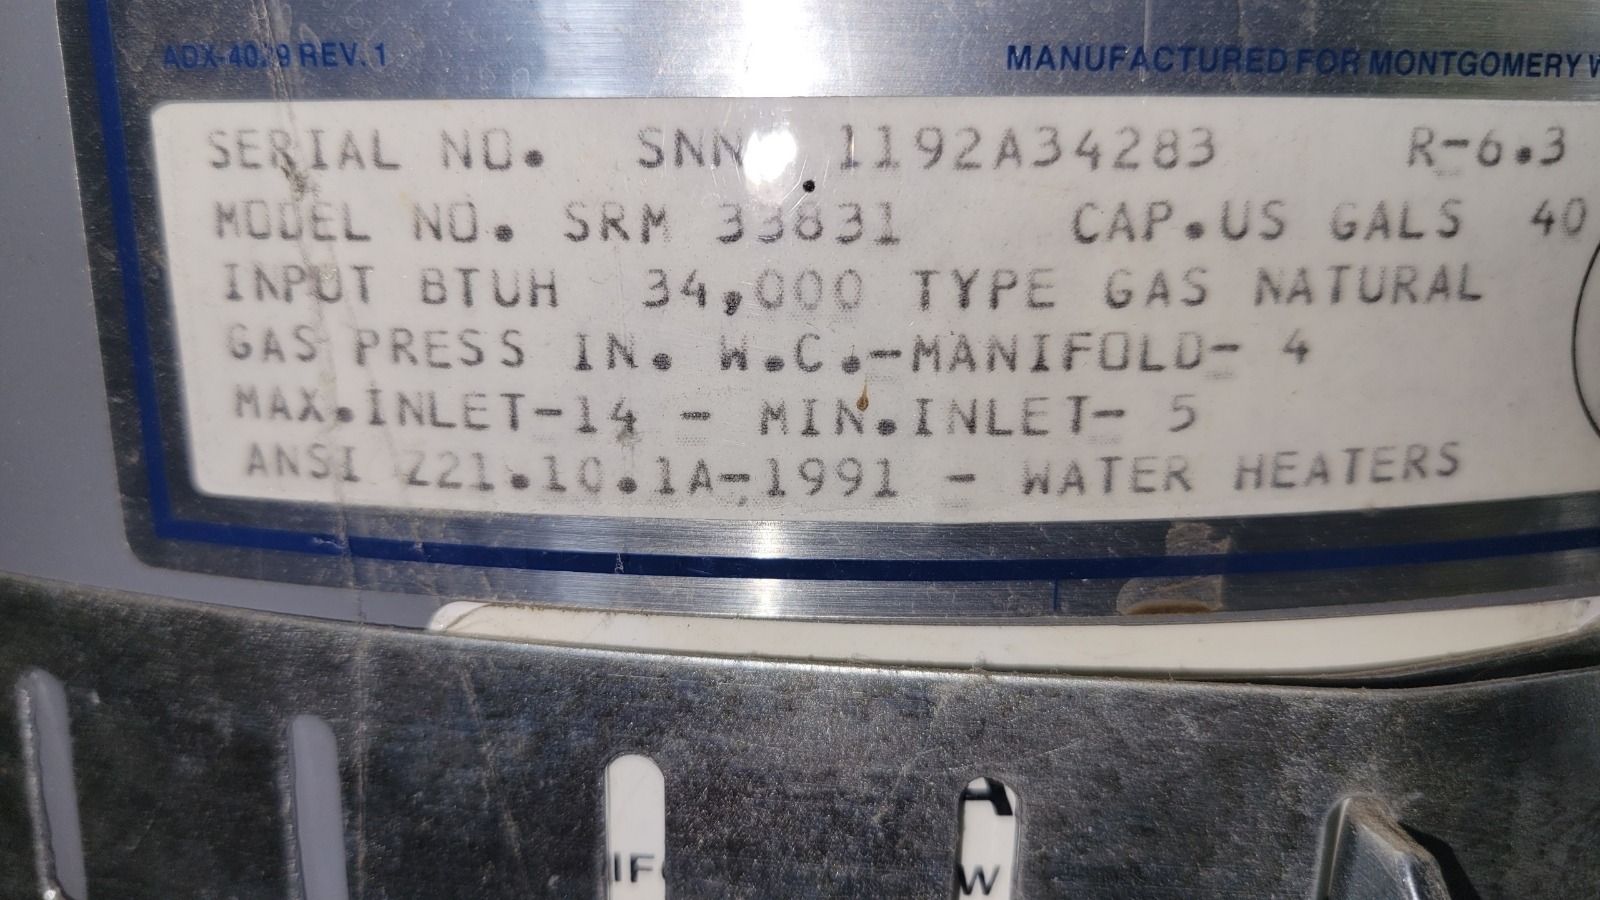 ADX-4029 REV. 1
MANUFACTURED FOR MONTGOMERY
SERIAL NO. 1192A34283 R-6.3
MODEL NO. SRM 33831 CAP.US GALS 40
INPUT BTUH 34,000 TYPE GAS NATURAL
GAS PRESS IN. W.C.-MANIFOLD- 4
MAX.INLET-14 - MIN.INLET- 5
ANSI Z21.10.1A-1991 - WATER HEATERS